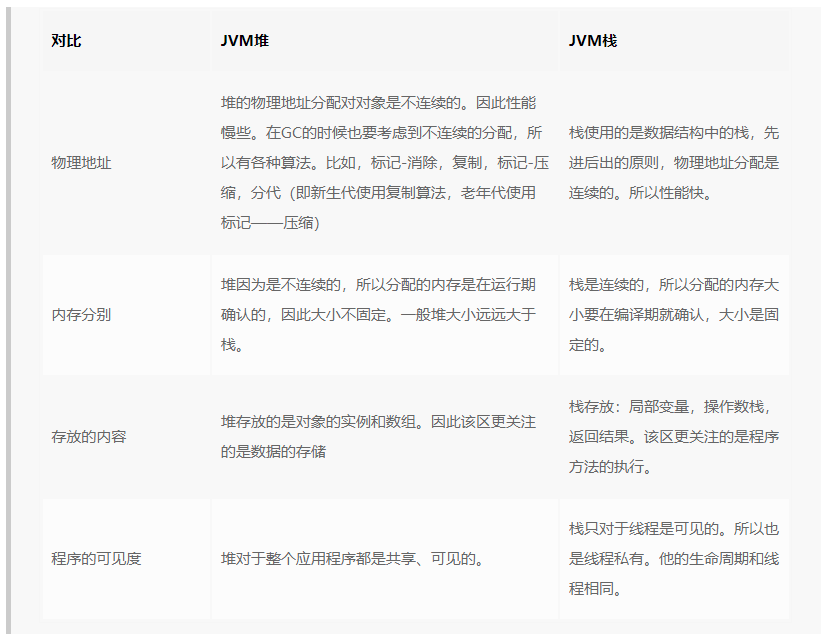 对比
JVM堆
JVM栈
物理地址
堆的物理地址分配对对象是不连续的。因此性能
慢些。在GC的时候也要考虑到不连续的分配，所
以有各种算法。比如，标记-消除，复制，标记-压
缩，分代（即新生代使用复制算法，老年代使用
标记——压缩）
栈使用的是数据结构中的栈，先
进后出的原则，物理地址分配是
连续的。所以性能快。
内存分别
堆因为是不连续的，所以分配的内存是在运行期
确认的，因此大小不固定。一般堆大小远远大于
栈。
栈是连续的，所以分配的内存大
小要在编译期就确认，大小是固
定的。
存放的内容
堆存放的是对象的实例和数组。因此该区更关注
的是数据的存储
栈存放：局部变量，操作数栈，
返回结果。该区更关注的是程序
方法的执行。
程序的可见度
堆对于整个应用程序都是共享、可见的。
栈只对于线程是可见的。所以也
是线程私有。他的生命周期和线
程相同。